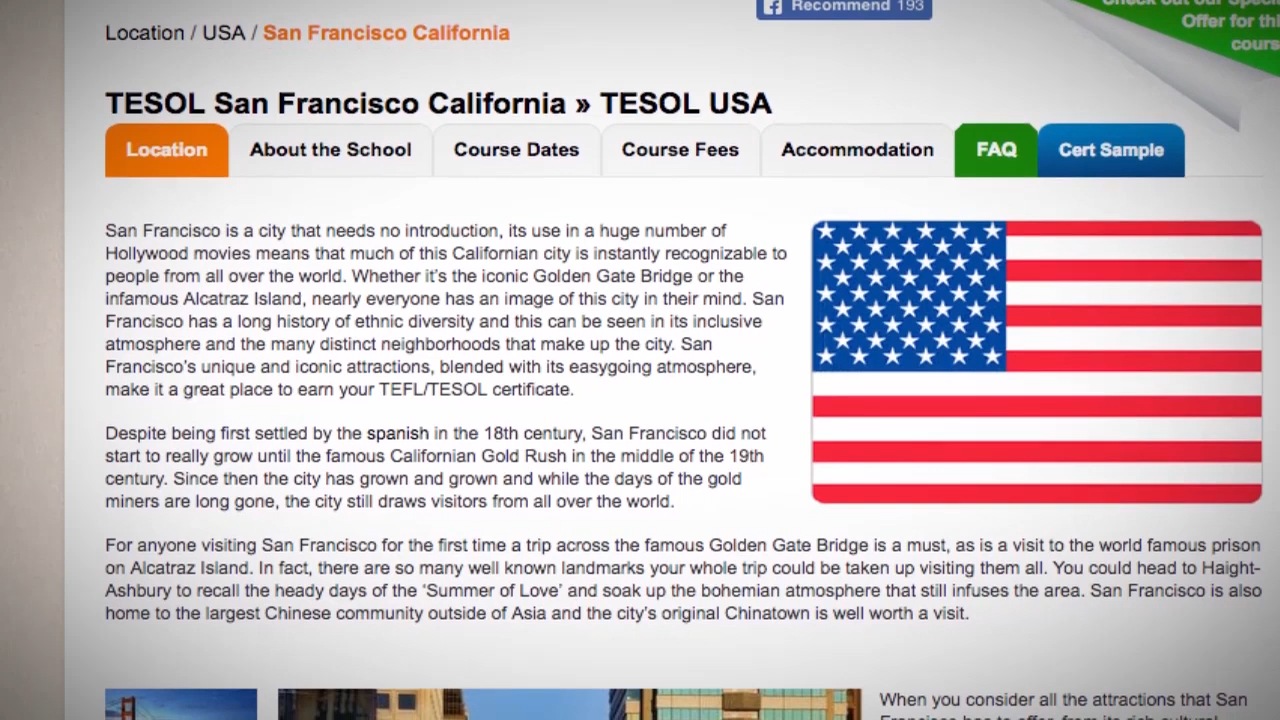 Recommend 193
Offer for
Location / USA / San Francisco California
TESOL San Francisco California » TESOL USA
Location About the School Course Dates Course Fees Accommodation FAQ Cert Sample
San Francisco is a city that needs no introduction, its use in a huge number of
Hollywood movies means that much of this Californian city is instantly recognizable to
people from all over the world. Whether it's the iconic Golden Gate Bridge or the
infamous Alcatraz Island, nearly everyone has an image of this city in their mind. San
Francisco has a long history of ethnic diversity and this can be seen in its inclusive
atmosphere and the many distinct neighborhoods that make up the city. San
Francisco's unique and iconic attractions, blended with its easygoing atmosphere,
make it a great place to earn your TEFL/TESOL certificate.
Despite being first settled by the spanish in the 18th century, San Francisco did not
start to really grow until the famous Californian Gold Rush in the middle of the 19th
century. Since then the city has grown and grown and while the days of the gold
miners are long gone, the city still draws visitors from all over the world.
For anyone visiting San Francisco for the first time a trip across the famous Golden Gate Bridge is a must, as is a visit to the world famous prison
on Alcatraz Island. In fact, there are so many well known landmarks your whole trip could be taken up visiting them all. You could head to Haight-
Ashbury to recall the heady days of the 'Summer of Love' and soak up the bohemian atmosphere that still infuses the area. San Francisco is also
home to the largest Chinese community outside of Asia and the city's original Chinatown is well worth a visit.
When you consider all the attractions that San